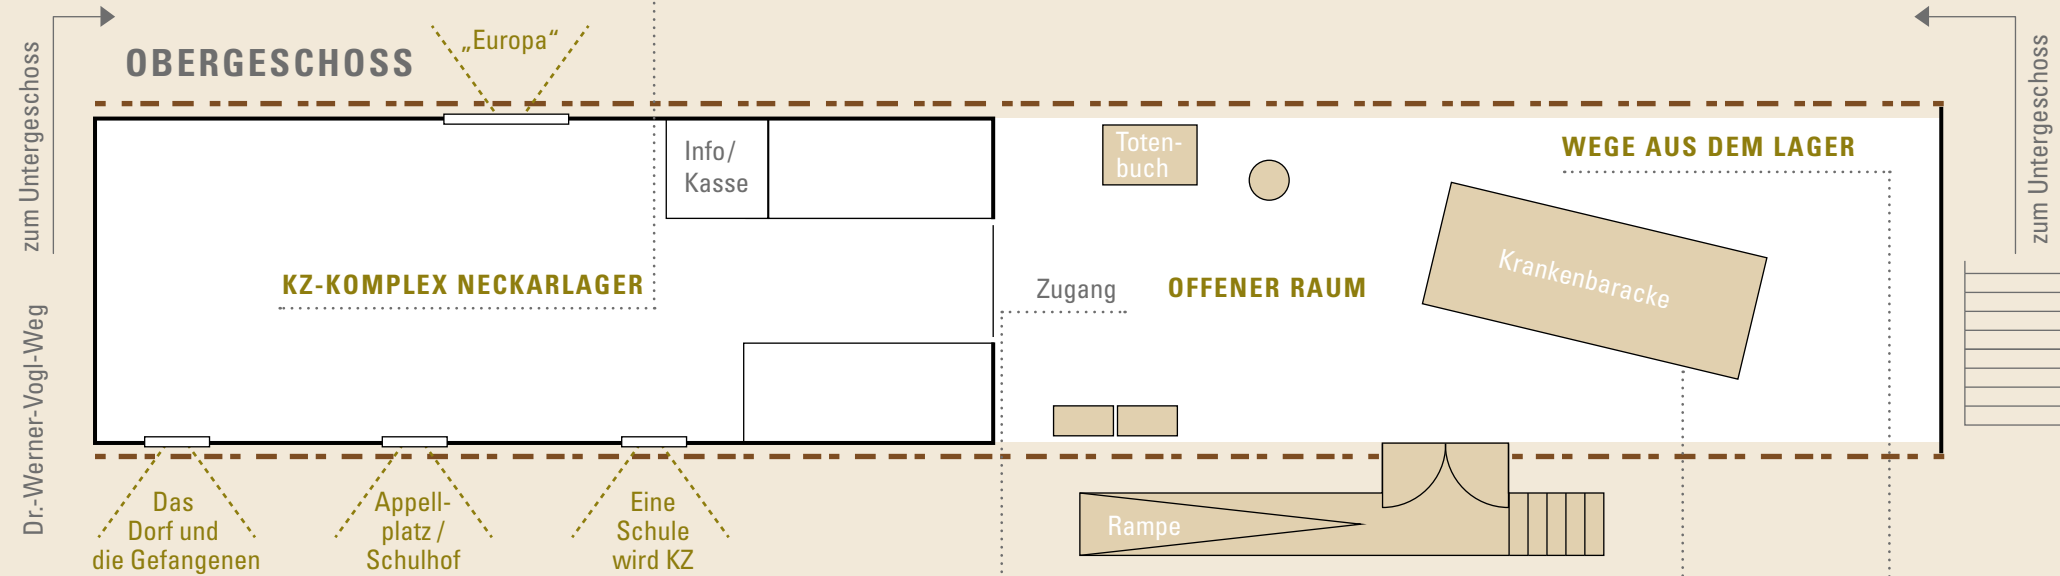 zum Untergeschoss
Dr.-Werner-Vogl-Weg
OBERGESCHOSS
„Europa“
Info/
Kasse
KZ-KOMPLEX NECKARLAGER
Das
Dorf und
die Gefangenen
Appell-
platz /
Schulhof
Eine
Schule
wird KZ
Toten-
buch
Zugang
OFFENER RAUM
WEGE AUS DEM LAGER
Krankenbaracke
Rampe
zum Untergeschoss